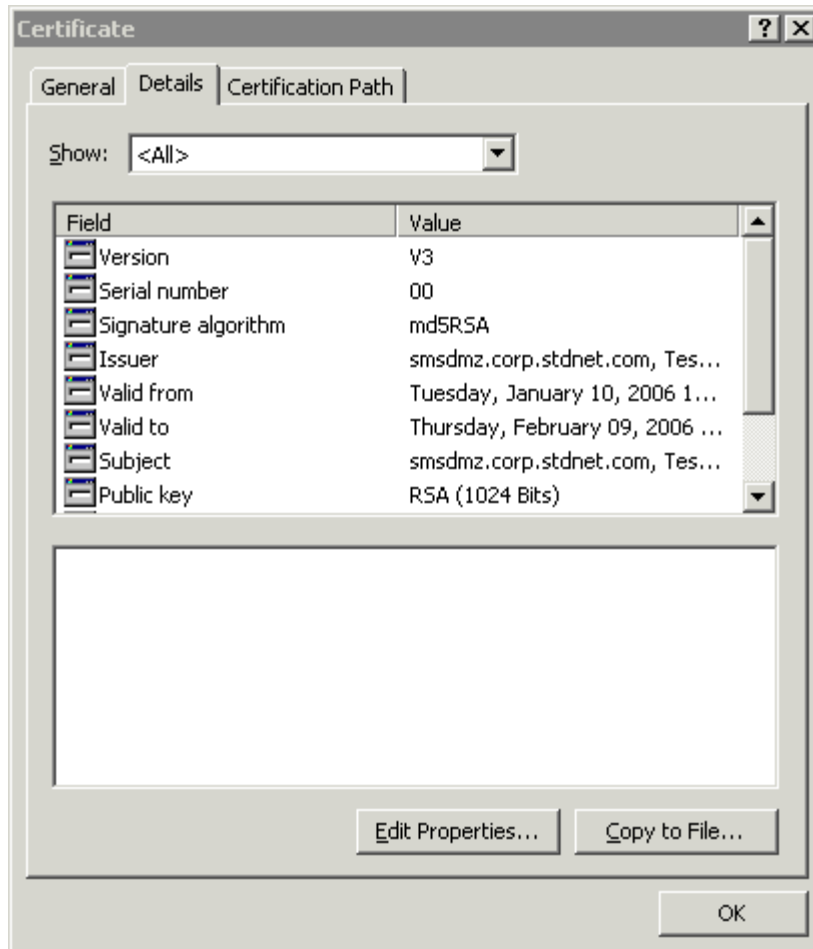 Certificate
General Details Certification Path
Show: <All>
Field Value
Version V3
Serial number 00
Signature algorithm md5RSA
Issuer smsdmz.corp.stdnet.com, Tes...
Valid from Tuesday, January 10, 2006 1...
Valid to Thursday, February 09, 2006 ...
Subject smsdmz.corp.stdnet.com, Tes...
Public key RSA (1024 Bits)
Edit Properties... Copy to File...
OK